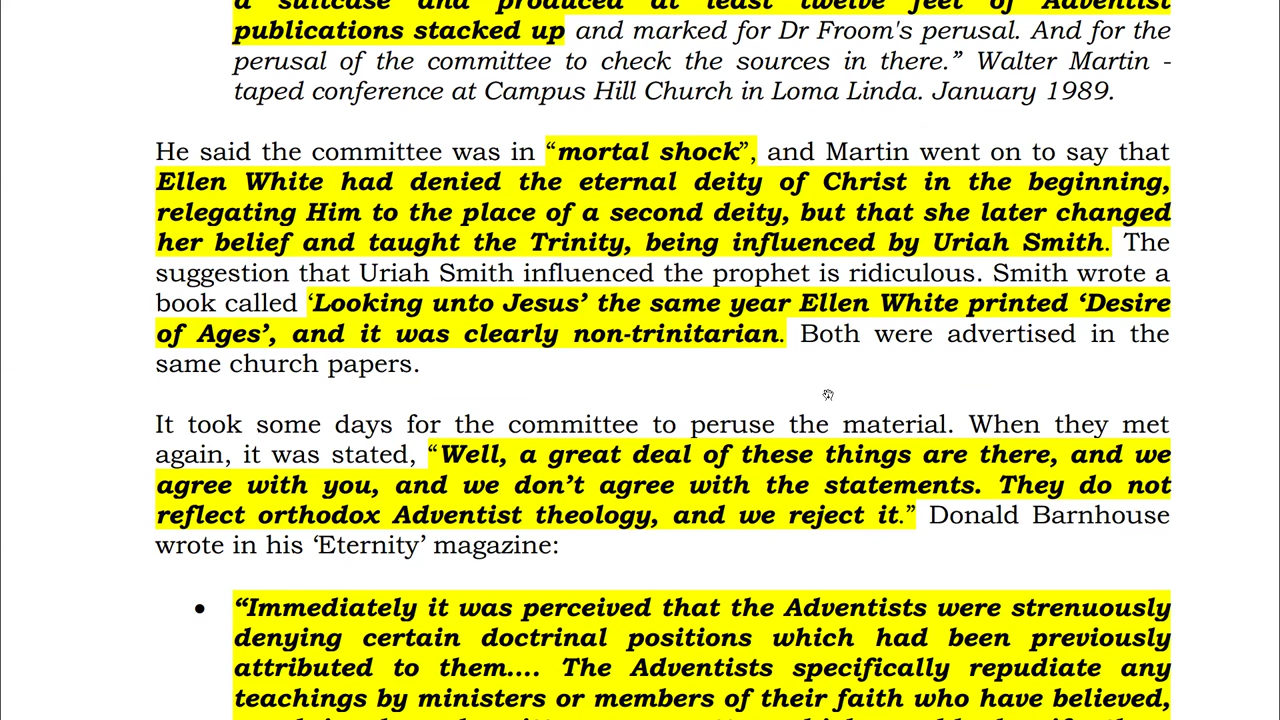 a suitcase and produced at least twelve feet of Adventist
publications stacked up and marked for Dr Froom's perusal. And for the
perusal of the committee to check the sources in there.” Walter Martin -
taped conference at Campus Hill Church in Loma Linda. January 1989.
He said the committee was in “mortal shock”, and Martin went on to say that
Ellen White had denied the eternal deity of Christ in the beginning,
relegating Him to the place of a second deity, but that she later changed
her belief and taught the Trinity, being influenced by Uriah Smith. The
suggestion that Uriah Smith influenced the prophet is ridiculous. Smith wrote a
book called ‘Looking unto Jesus’ the same year Ellen White printed ‘Desire
of Ages’, and it was clearly non-trinitarian. Both were advertised in the
same church papers.
It took some days for the committee to peruse the material. When they met
again, it was stated, “Well, a great deal of these things are there, and we
agree with you, and we don’t agree with the statements. They do not
reflect orthodox Adventist theology, and we reject it.” Donald Barnhouse
wrote in his ‘Eternity’ magazine:
• “Immediately it was perceived that the Adventists were strenuously
denying certain doctrinal positions which had been previously
attributed to them.... The Adventists specifically repudiate any
teachings by ministers or members of their faith who have believed,